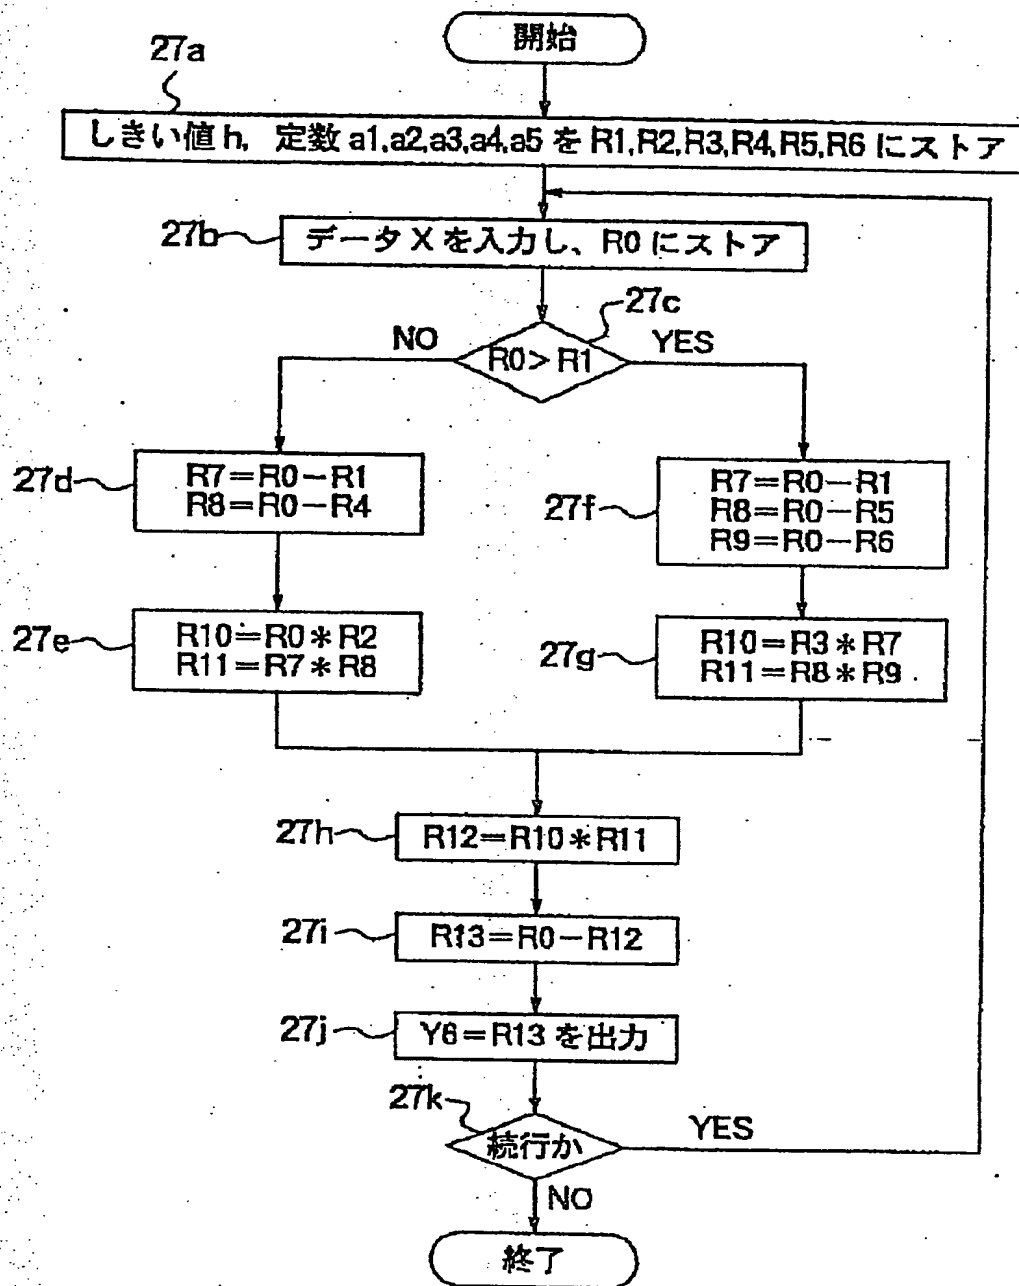 開始
27a
しきい値 h, 定数 a1,a2,a3,a4,a5 を R1,R2,R3,R4,R5,R6 にストア
27b
データ X を入力し、R0 にストア
27c
NO
YES
R0> R1
27d
R7=R0-R1
R8=R0-R4
27f
R7=R0-R1
R8=R0-R5
R9=R0-R6
27e
R10=R0*R2
R11=R7*R8
27g
R10=R3*R7
R11=R8*R9
27h
R12=R10*R11
27i
R13=R0-R12
27j
Y6=R13 を出力
27k
続行か
YES
NO
終了